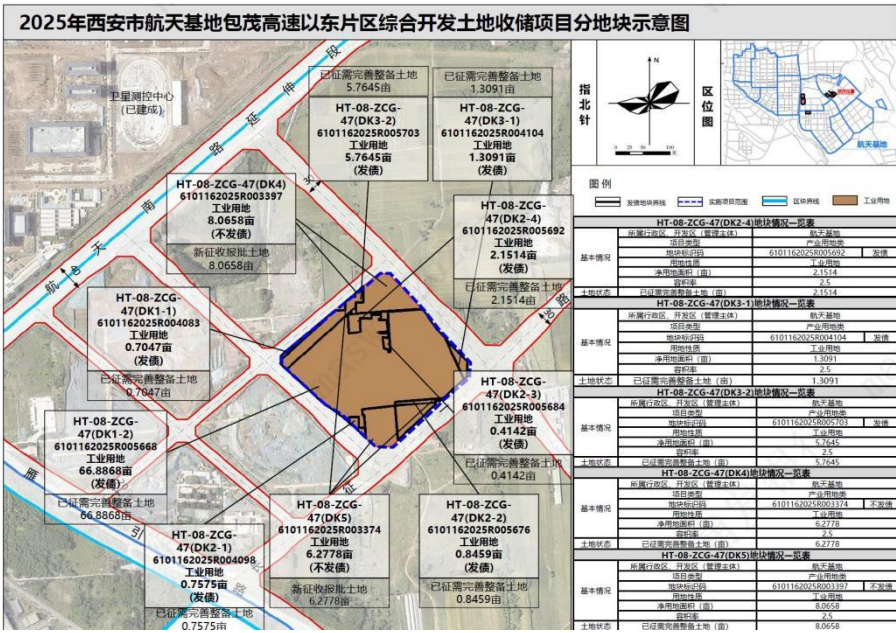 2025年西安市航天基地包茂高速以东片区综合开发土地收储项目分地块示意图
卫星测控中心
(已建成)
航天南路延伸段
30
40
30
路
长征
雁引路
已征需完善整备土地
5.7645亩
HT-08-ZCG-
47(DK3-2)
6101162025R005703
工业用地
5.7645亩
(发债)
已征需完善整备土地
1.3091亩
HT-08-ZCG-
47(DK3-1)
6101162025R004104
工业用地
1.3091亩
(发债)
HT-08-ZCG-47(DK4)
6101162025R003397
工业用地
8.0658亩
(不发债)
新征收报批土地
8.0658亩
HT-08-ZCG-
47(DK2-4)
6101162025R005692
工业用地
2.1514亩
(发债)
已征需完善整备土地
2.1514亩
HT-08-ZCG-
47(DK1-1)
6101162025R004083
工业用地
0.7047亩
(发债)
已征需完善整备土地
0.7047亩
HT-08-ZCG-
47(DK2-3)
6101162025R005684
工业用地
0.4142亩
(发债)
已征需完善整备土地
0.4142亩
HT-08-ZCG-
47(DK1-2)
6101162025R005668
工业用地
66.8868亩
(发债)
已征需完善整备土地
66.8868亩
HT-08-ZCG-
47(DK2-1)
6101162025R004098
工业用地
0.7575亩
(发债)
已征需完善整备土地
0.7575亩
HT-08-ZCG-
47(DK5)
6101162025R003374
工业用地
6.2778亩
(不发债)
新征收报批土地
6.2778亩
HT-08-ZCG-
47(DK2-2)
6101162025R005676
工业用地
0.8459亩
(发债)
已征需完善整备土地
0.8459亩
指北针
N
区位图
航天基地
图例
发债地块界线
实施项目范围
区块界线
工业用地
HT-08-ZCG-47(DK2-4)地块情况一览表
基本情况
所属行政区、开发区（管理主体） 航天基地
项目类型 产业用地类
地块标识码 6101162025R005692 发债
用地性质 工业用地
净用地面积（亩） 2.1514
容积率 2.5
土地状态 已征需完善整备土地（亩） 2.1514
HT-08-ZCG-47(DK3-1)地块情况一览表
基本情况
所属行政区、开发区（管理主体） 航天基地
项目类型 产业用地类
地块标识码 6101162025R004104 发债
用地性质 工业用地
净用地面积（亩） 1.3091
容积率 2.5
土地状态 已征需完善整备土地（亩） 1.3091
HT-08-ZCG-47(DK3-2)地块情况一览表
基本情况
所属行政区、开发区（管理主体） 航天基地
项目类型 产业用地类
地块标识码 6101162025R005703 发债
用地性质 工业用地
净用地面积（亩） 5.7645
容积率 2.5
土地状态 已征需完善整备土地（亩） 5.7645
HT-08-ZCG-47(DK4)地块情况一览表
基本情况
所属行政区、开发区（管理主体） 航天基地
项目类型 产业用地类
地块标识码 6101162025R003374 不发债
用地性质 工业用地
净用地面积（亩） 6.2778
容积率 2.5
土地状态 已征需完善整备土地（亩） 6.2778
HT-08-ZCG-47(DK5)地块情况一览表
基本情况
所属行政区、开发区（管理主体） 航天基地
项目类型 产业用地类
地块标识码 6101162025R003397 不发债
用地性质 工业用地
净用地面积（亩） 8.0658
容积率 2.5
土地状态 已征需完善整备土地（亩） 8.0658